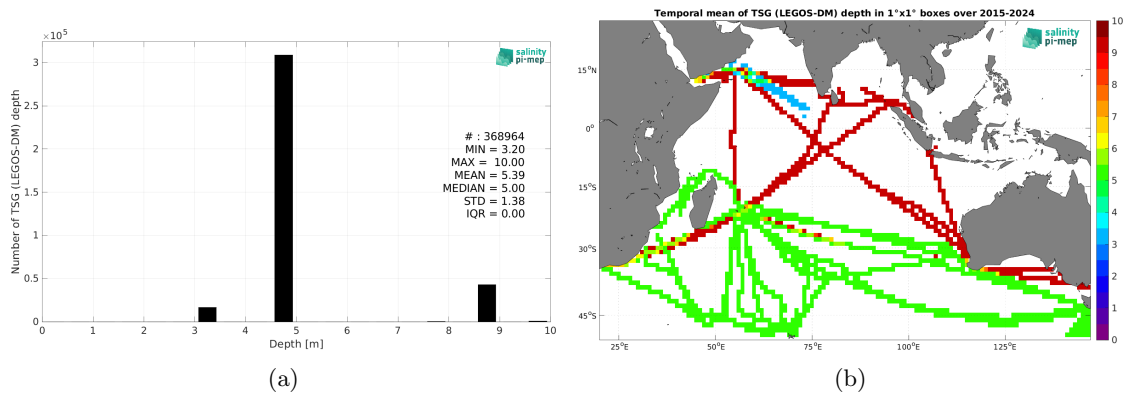 ×10^5
3
2.5
2
1.5
1
0.5
0
Number of TSG (LEGOS-DM) depth
salinity
pi-mep
# : 368964
MIN = 3.20
MAX = 10.00
MEAN = 5.39
MEDIAN = 5.00
STD = 1.38
IQR = 0.00
0 1 2 3 4 5 6 7 8 9 10
Depth [m]
(a)
Temporal mean of TSG (LEGOS-DM) depth in 1°x1° boxes over 2015-2024
salinity
pi-mep
15°N
0°
15°S
30°S
45°S
25°E 50°E 75°E 100°E 125°E
10
9
8
7
6
5
4
3
2
1
0
(b)